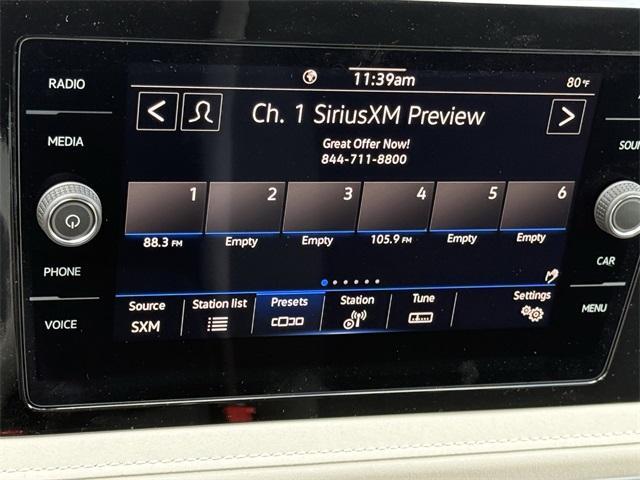 RADIO
MEDIA
PHONE
VOICE
11:39am
80 °F
Ch. 1 SiriusXM Preview
Great Offer Now!
844-711-8800
1 2 3 4 5 6
88.3 FM Empty Empty 105.9 FM Empty Empty
Source Station list Presets Station Tune Settings
SXM
SOUN
CAR
MENU